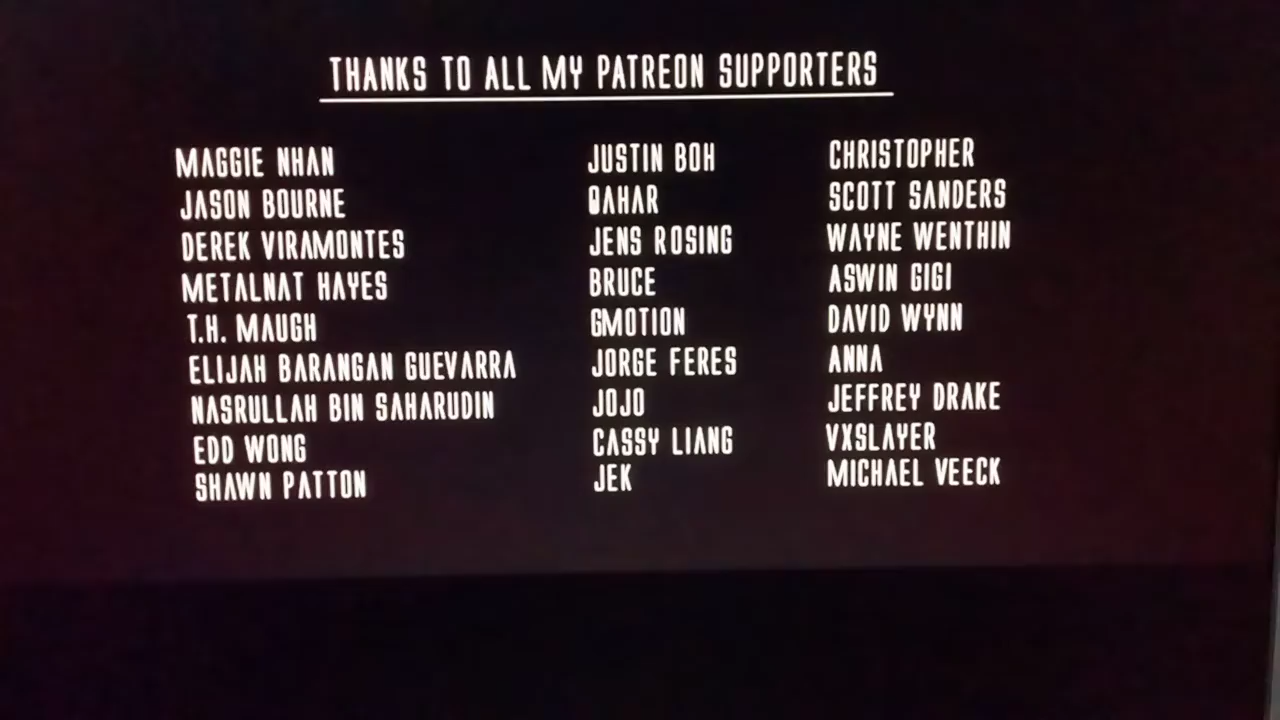 THANKS TO ALL MY PATREON SUPPORTERS
MAGGIE NHAN
JASON BOURNE
DEREK VIRAMONTES
METALNAT HAYES
T.H. MAUGH
ELIJAH BARANGAN GUEVARRA
NASRULLAH BIN SAHARUDIN
EDD WONG
SHAWN PATTON
JUSTIN BOH
QAHAR
JENS ROSING
BRUCE
GMOTION
JORGE FERES
JOJO
CASSY LIANG
JEK
CHRISTOPHER
SCOTT SANDERS
WAYNE WENTHIN
ASWIN GIGI
DAVID WYNN
ANNA
JEFFREY DRAKE
VXSLAYER
MICHAEL VEECK